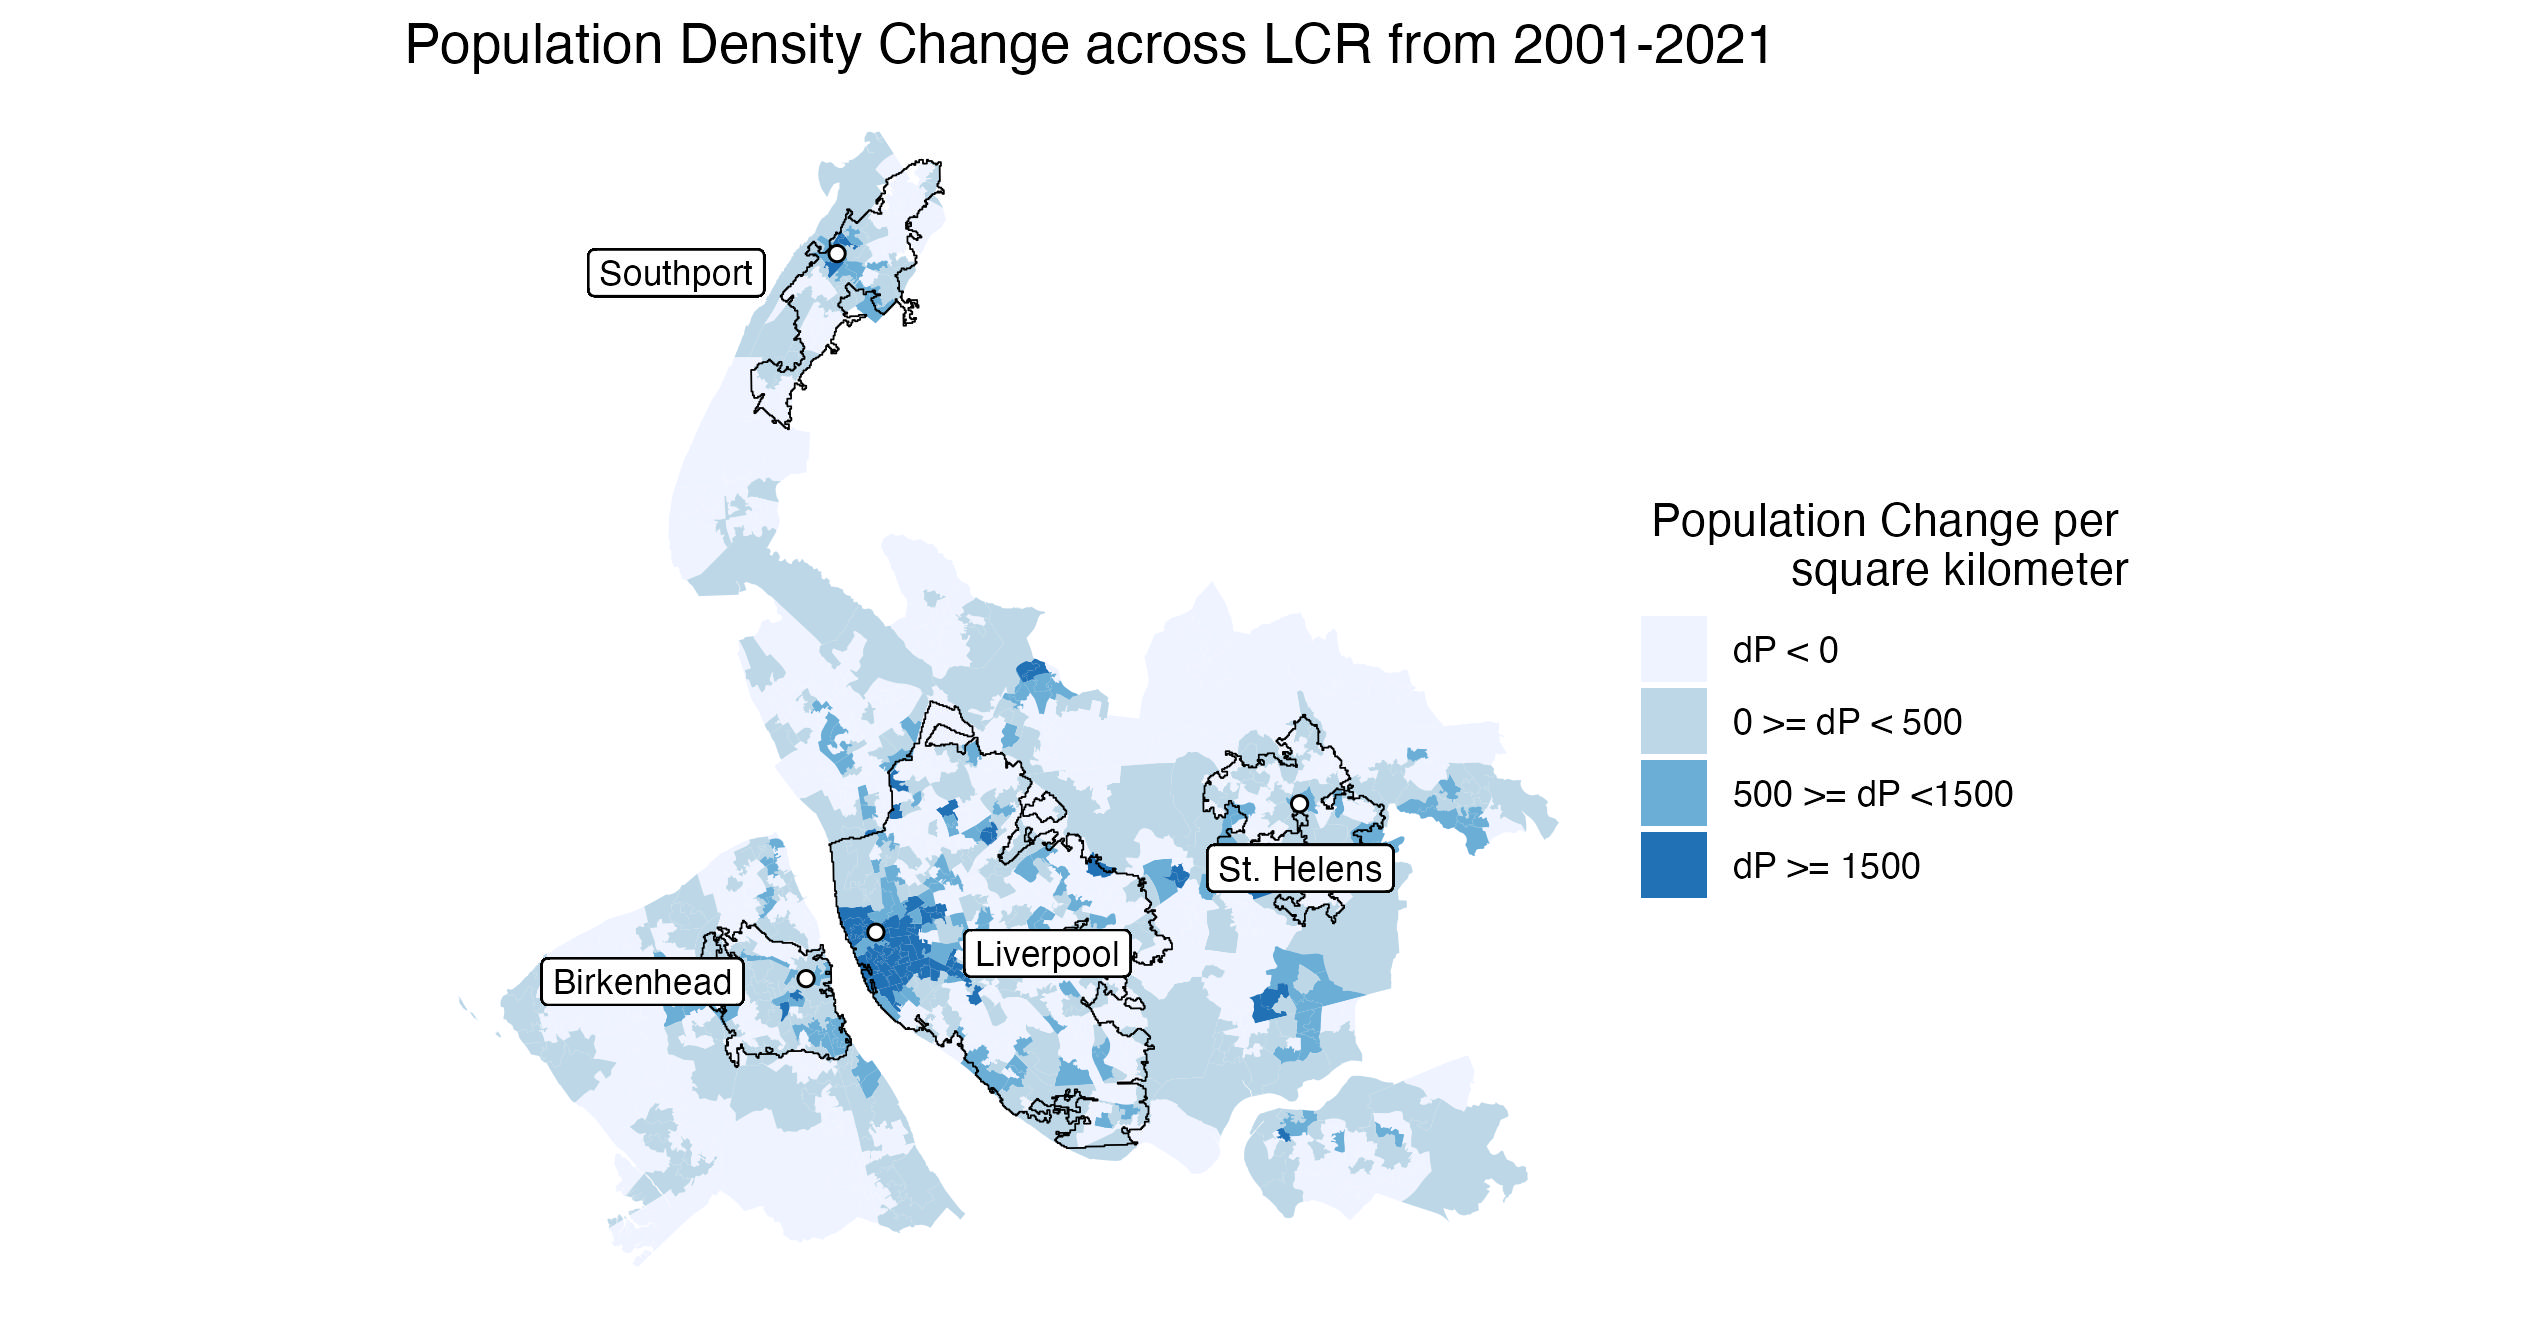 Population Density Change across LCR from 2001-2021
Southport
Population Change per
square kilometer
dP < 0
0 >= dP < 500
500 >= dP <1500
dP >= 1500
St. Helens
Liverpool
Birkenhead